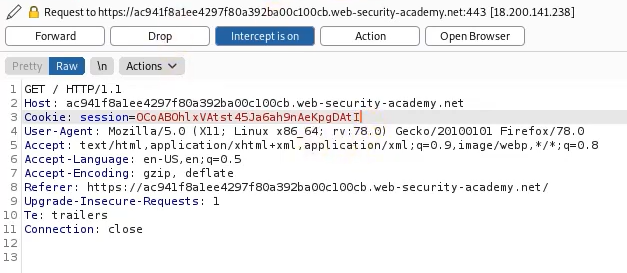 Request to https://ac941f8a1ee4297f80a392ba00c100cb.web-security-academy.net:443 [18.200.141.238]
Forward Drop Intercept is on Action Open Browser
Pretty Raw \n Actions
1 GET / HTTP/1.1
2 Host: ac941f8a1ee4297f80a392ba00c100cb.web-security-academy.net
3 Cookie: session=OCoABOhlxVAtst45Ja6ah9nAeKpgDAtI
4 User-Agent: Mozilla/5.0 (X11; Linux x86_64; rv:78.0) Gecko/20100101 Firefox/78.0
5 Accept: text/html,application/xhtml+xml,application/xml;q=0.9,image/webp,*/*;q=0.8
6 Accept-Language: en-US,en;q=0.5
7 Accept-Encoding: gzip, deflate
8 Referer: https://ac941f8a1ee4297f80a392ba00c100cb.web-security-academy.net/
9 Upgrade-Insecure-Requests: 1
10 Te: trailers
11 Connection: close
12
13